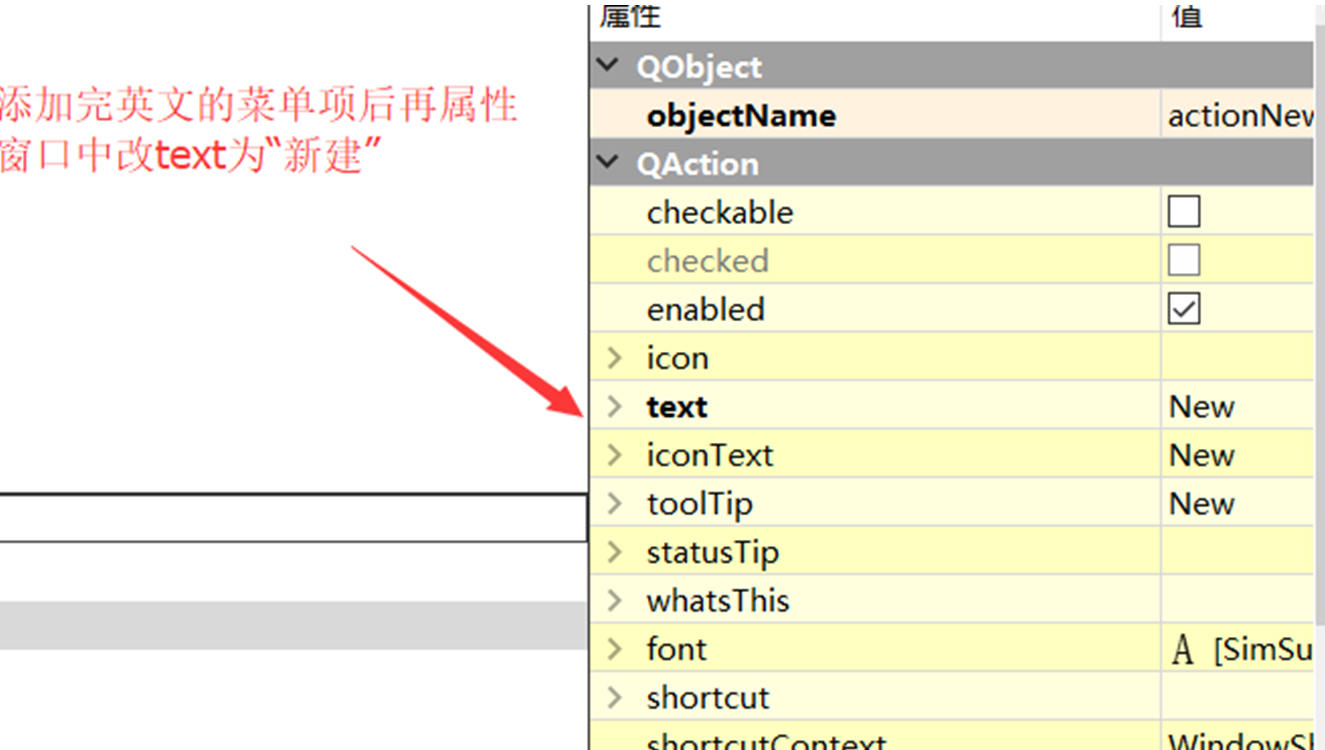 添加完英文的菜单项后再属性
窗口中改text为“新建”
属性 值
QObject
objectName actionNew
QAction
checkable
checked
enabled
icon
text New
iconText New
toolTip New
statusTip
whatsThis
font A [SimSu
shortcut
shortcutContext WindowSh